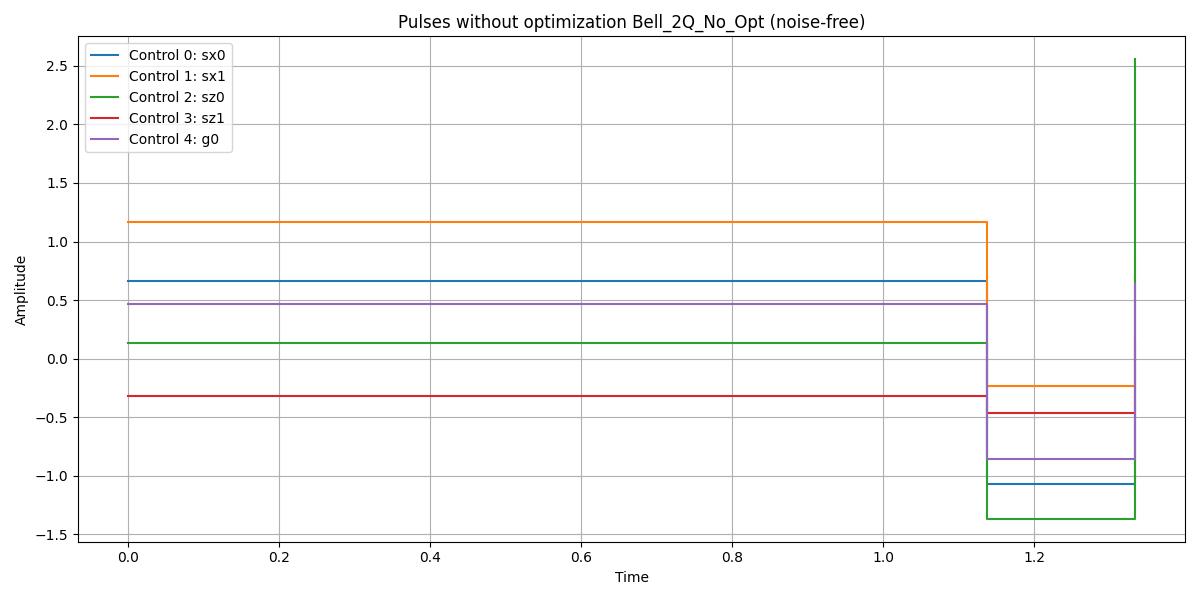 Pulses without optimization Bell_2Q_No_Opt (noise-free)
Control 0: sx0
Control 1: sx1
Control 2: sz0
Control 3: sz1
Control 4: g0
Amplitude
2.5
2.0
1.5
1.0
0.5
0.0
−0.5
−1.0
−1.5
0.0 0.2 0.4 0.6 0.8 1.0 1.2
Time